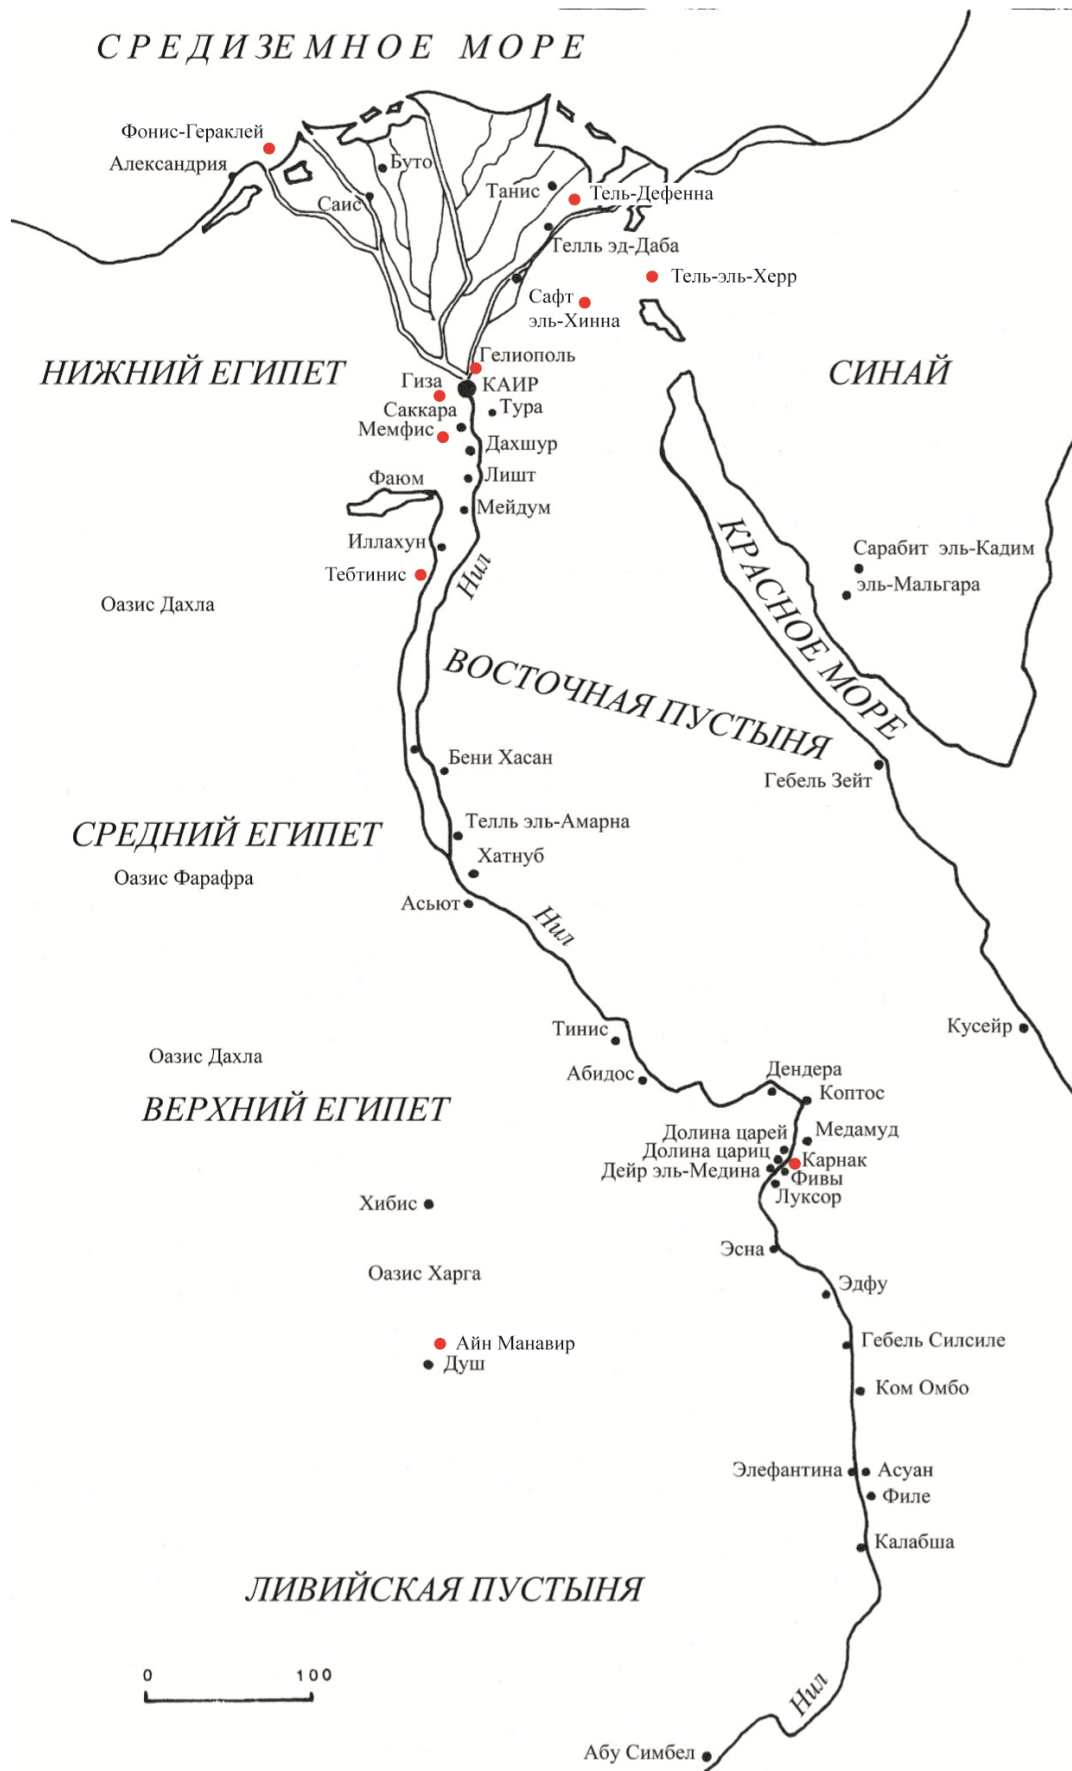 СРЕДИЗЕМНОЕ МОРЕ
Фонис-Гераклей
Александрия
Буто
Саис
Танис
Тель-Дефенна
Телль эд-Даба
Тель-эль-Херр
Сафт
эль-Хинна
Гелиополь
НИЖНИЙ ЕГИПЕТ
СИНАЙ
Гиза
КАИР
Саккара
Тура
Мемфис
Дахшур
Фаюм
Лишт
Мейдум
Иллахун
Тебтинис
Нил
КРАСНОЕ МОРЕ
Сарабит эль-Кадим
эль-Мальгара
Оазис Дахла
ВОСТОЧНАЯ ПУСТЫНЯ
Бени Хасан
Гебель Зейт
СРЕДНИЙ ЕГИПЕТ
Телль эль-Амарна
Хатнуб
Оазис Фарафра
Асьют
Нил
Тинис
Кусейр
Оазис Дахла
Абидос
Дендера
Коптос
ВЕРХНИЙ ЕГИПЕТ
Долина царей
Медамуд
Долина цариц
Карнак
Дейр эль-Медина
Фивы
Луксор
Хибис
Эсна
Оазис Харга
Эдфу
Айн Манавир
Гебель Силсиле
Душ
Ком Омбо
Элефантина
Асуан
Филе
Калабша
ЛИВИЙСКАЯ ПУСТЫНЯ
0 100
Нил
Абу Симбел